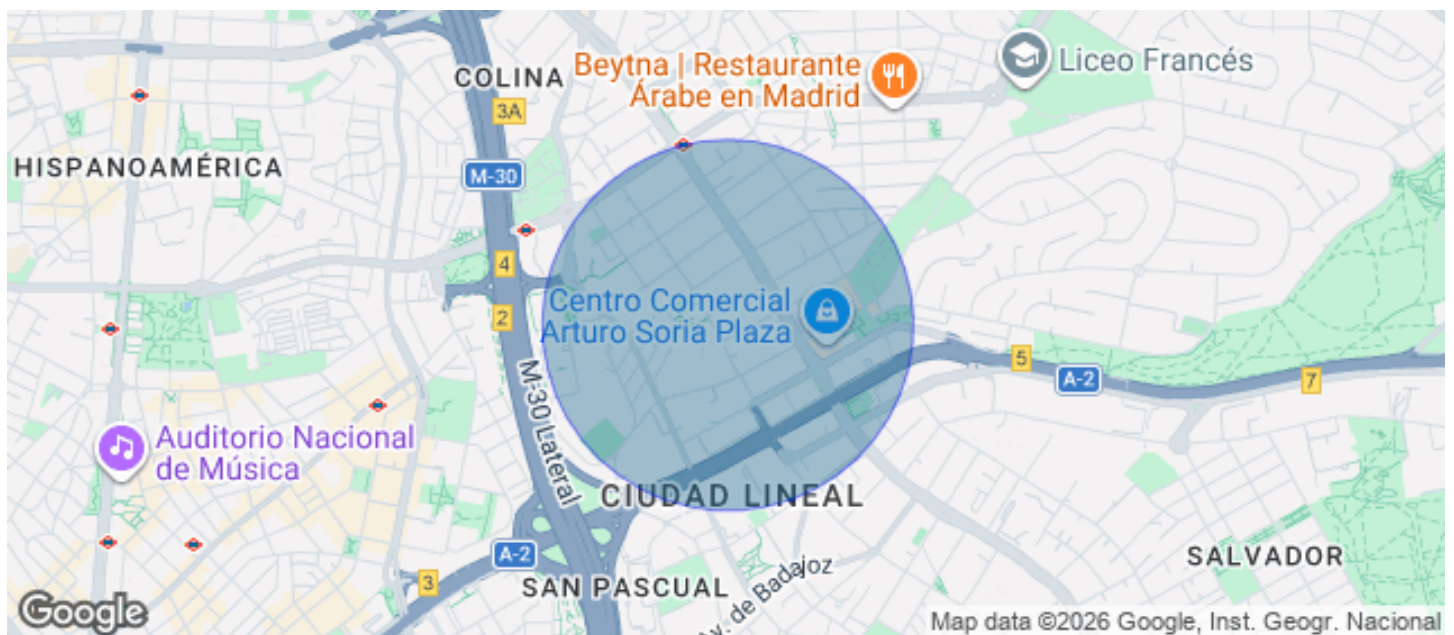 COLINA
Beytna | Restaurante
Árabe en Madrid
Liceo Francés
3A
HISPANOAMÉRICA
M-30
4
2
Centro Comercial
Arturo Soria Plaza
M-30 Lateral
5
A-2
7
Auditorio Nacional
de Música
CIUDAD LINEAL
A-2
3
SAN PASCUAL
Av. de Badajoz
SALVADOR
Google
Map data ©2026 Google, Inst. Geogr. Nacional